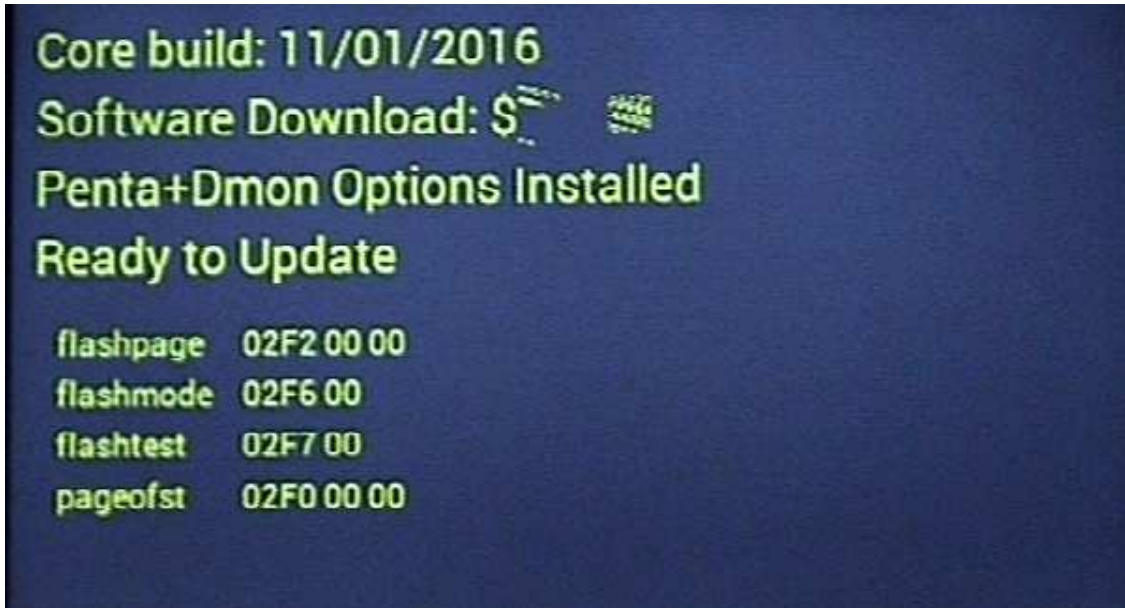 Core build: 11/01/2016
Software Download: $
Penta+Dmon Options Installed
Ready to Update
flashpage 02F2 00 00
flashmode 02F6 00
flashtest 02F7 00
pageofst 02F0 00 00